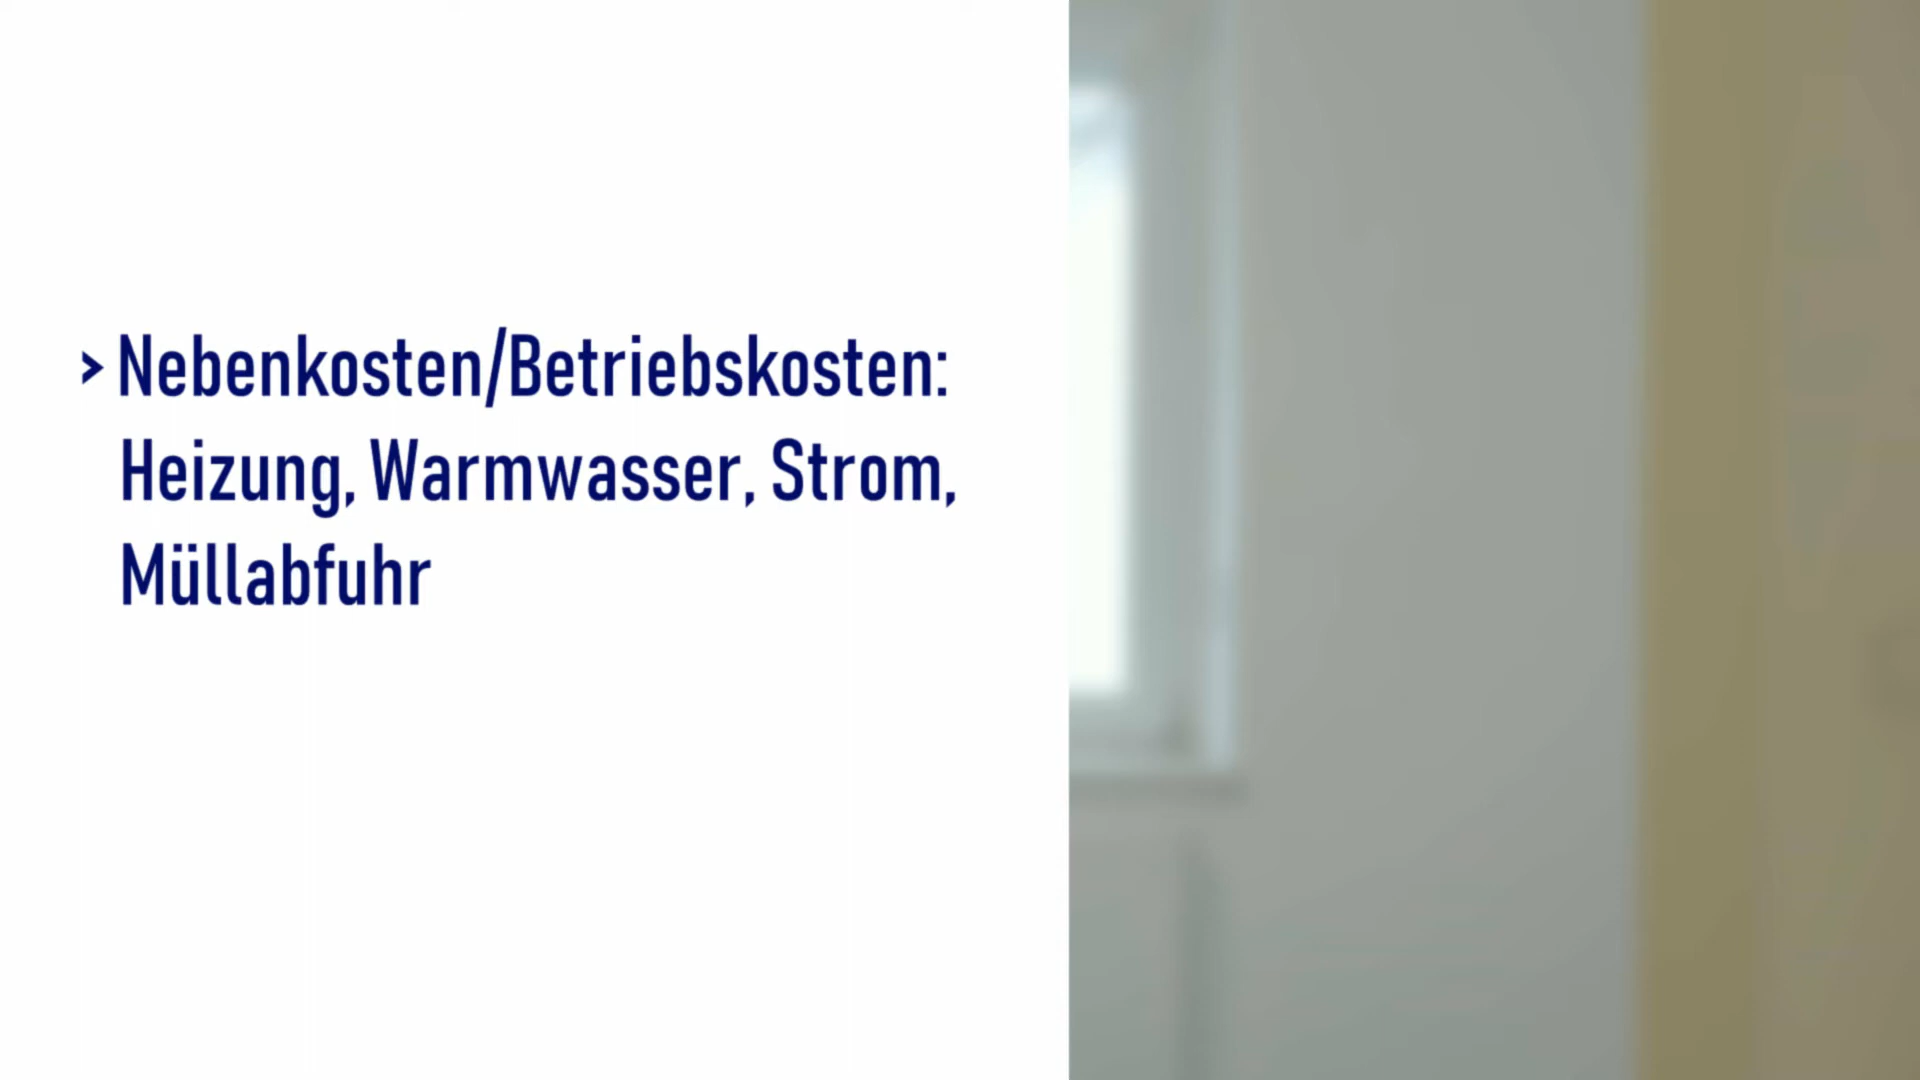 > Nebenkosten/Betriebskosten:
Heizung, Warmwasser, Strom,
Müllabfuhr